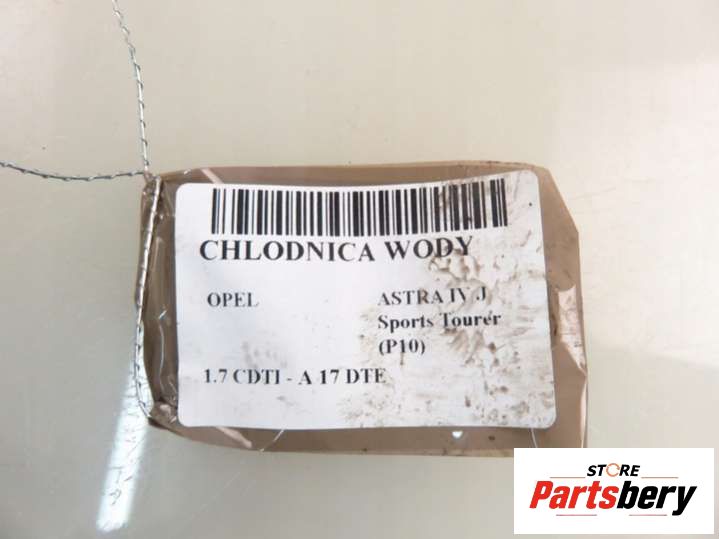 CHLODNICA WODY
OPEL
ASTRA IV J
Sports Tourer
(P10)
1.7 CDTI - A 17 DTE
STORE
Partsbery